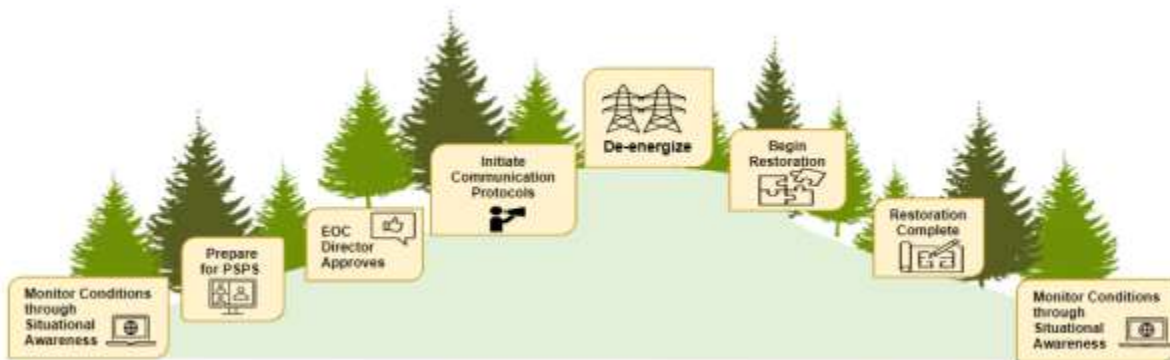 Monitor Conditions
through
Situational
Awareness
Prepare
for PSPS
EOC
Director
Approves
Initiate
Communication
Protocols
De-energize
Begin
Restoration
Restoration
Complete
Monitor Conditions
through
Situational
Awareness